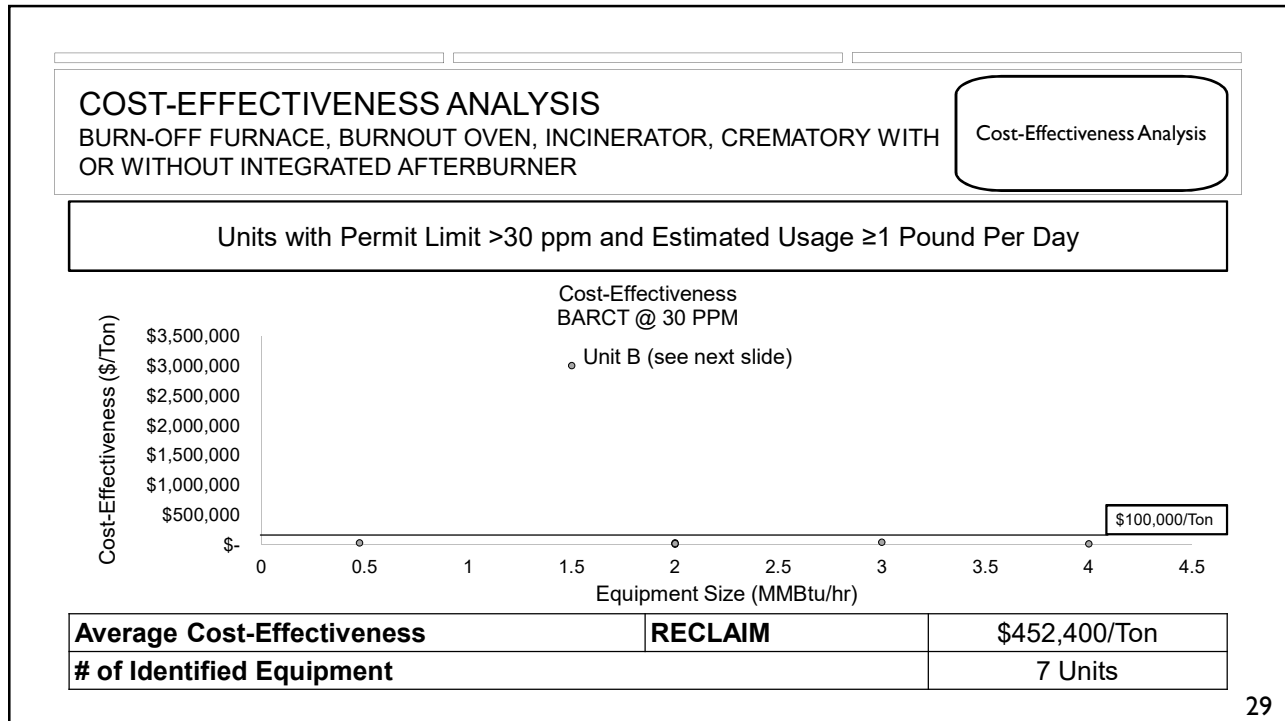 COST-EFFECTIVENESS ANALYSIS
BURN-OFF FURNACE, BURNOUT OVEN, INCINERATOR, CREMATORY WITH
OR WITHOUT INTEGRATED AFTERBURNER
Cost-Effectiveness Analysis
Units with Permit Limit >30 ppm and Estimated Usage ≥1 Pound Per Day
Cost-Effectiveness
BARCT @ 30 PPM
Cost-Effectiveness ($/Ton)
$3,500,000
$3,000,000
$2,500,000
$2,000,000
$1,500,000
$1,000,000
$500,000
$-
Unit B (see next slide)
$100,000/Ton
0 0.5 1 1.5 2 2.5 3 3.5 4 4.5
Equipment Size (MMBtu/hr)
Average Cost-Effectiveness RECLAIM $452,400/Ton
# of Identified Equipment 7 Units
29